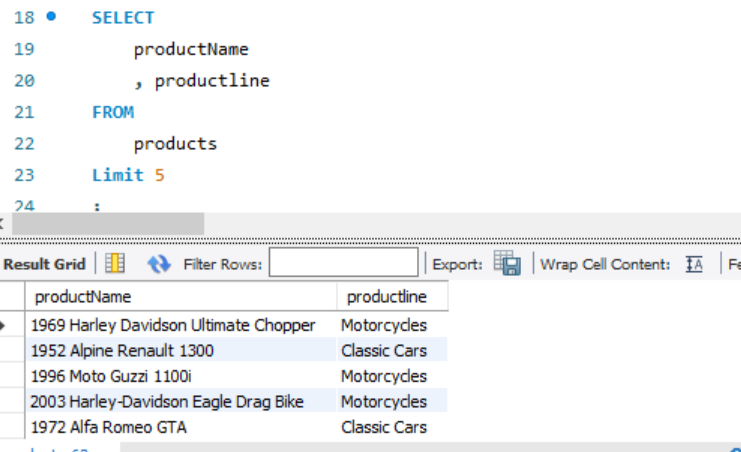 18 SELECT
19 productName
20 , productline
21 FROM
22 products
23 Limit 5
24 ;
Result Grid Filter Rows: Export: Wrap Cell Content: Fe
productName productline
1969 Harley Davidson Ultimate Chopper Motorcycles
1952 Alpine Renault 1300 Classic Cars
1996 Moto Guzzi 1100i Motorcycles
2003 Harley-Davidson Eagle Drag Bike Motorcycles
1972 Alfa Romeo GTA Classic Cars